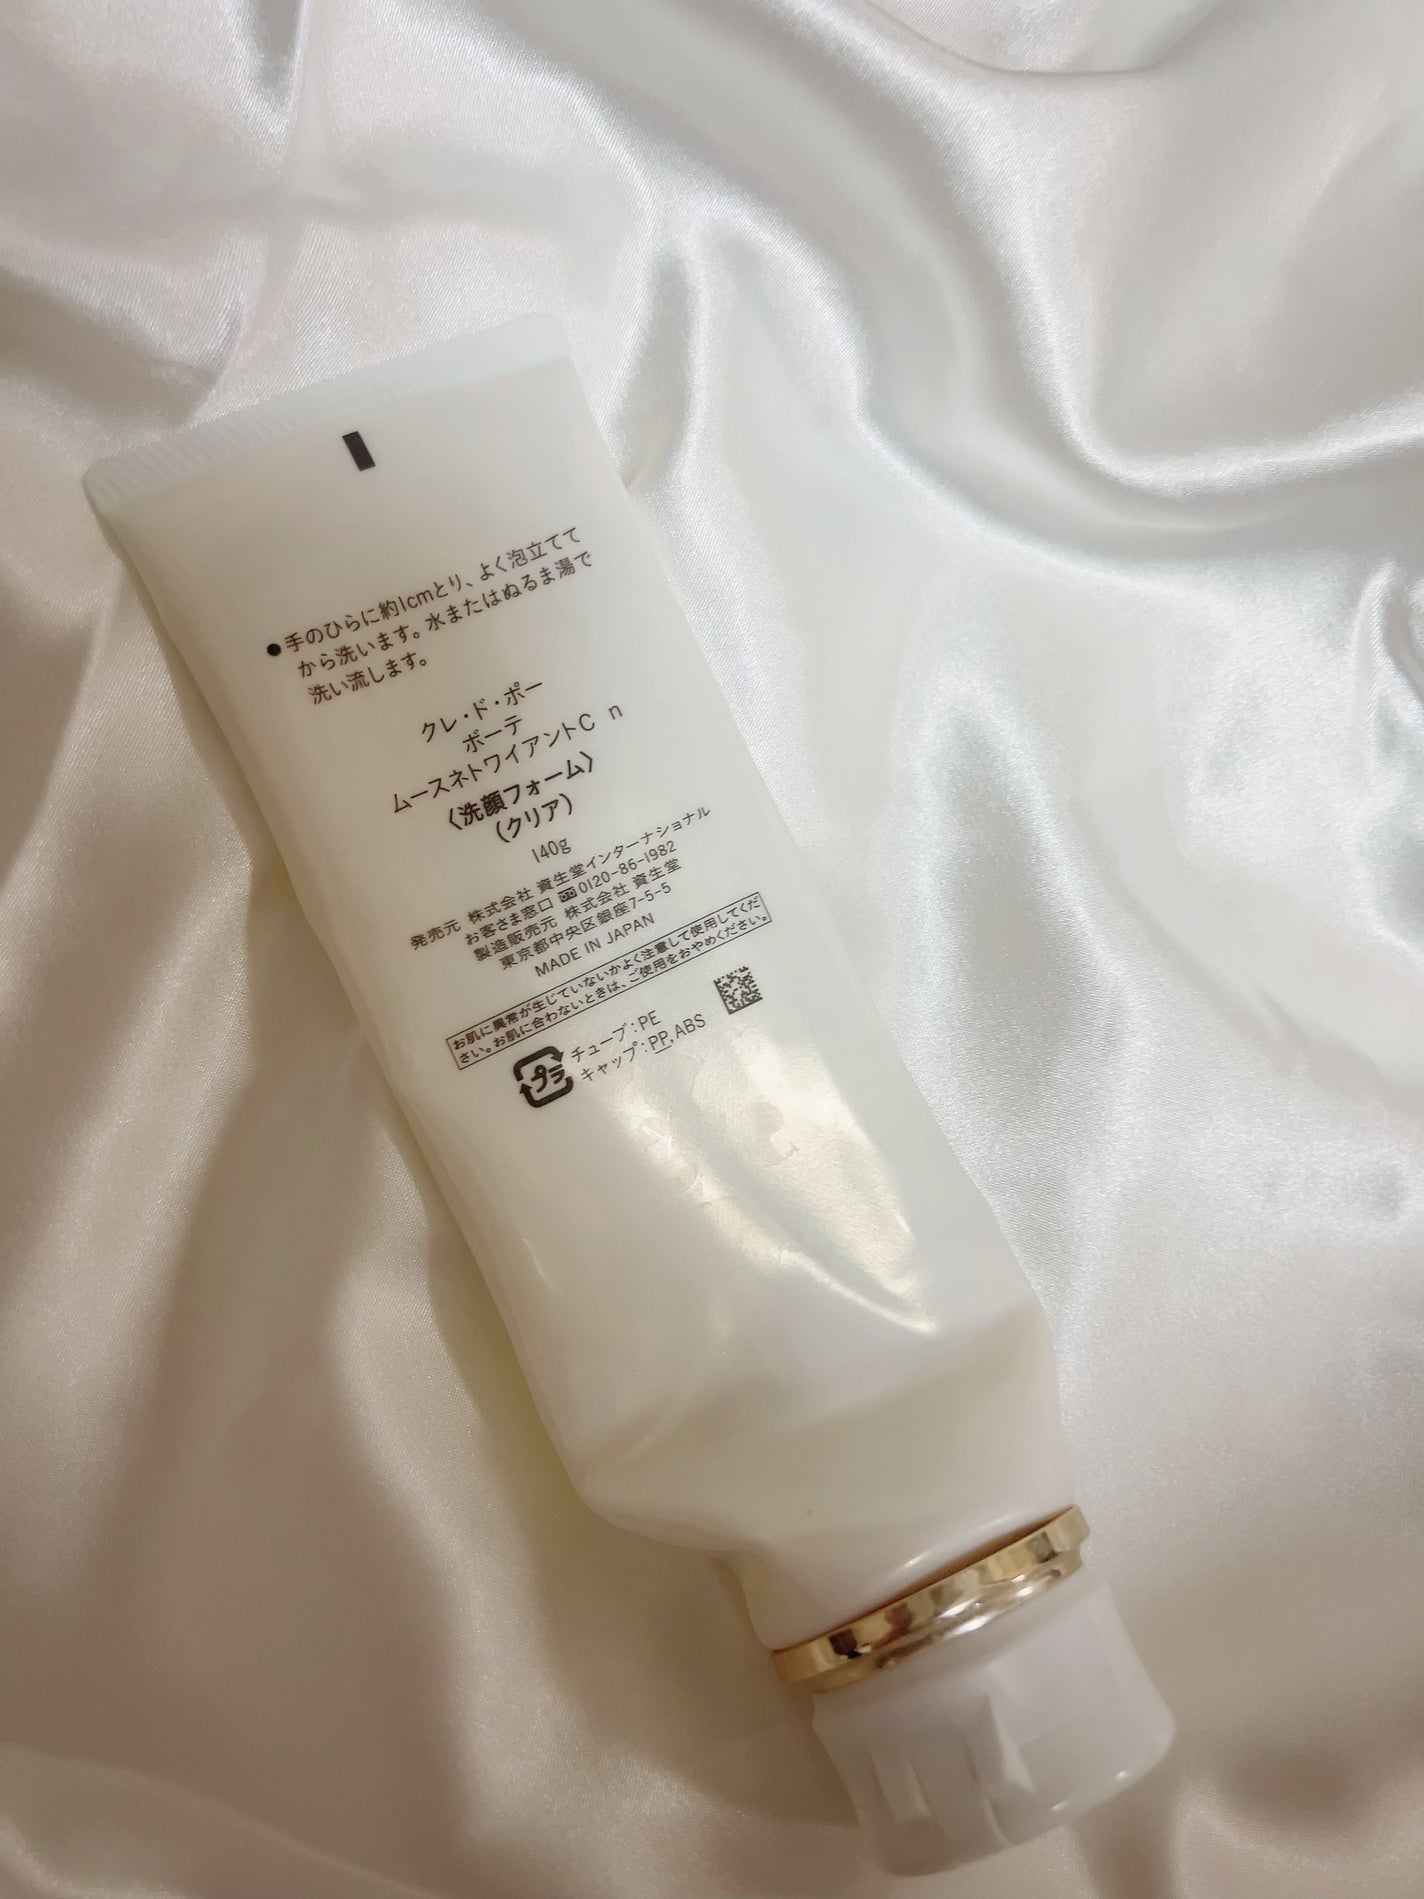 ●手のひらに約1cmとり、よく泡立てて
から洗います。水またはぬるま湯で
洗い流します。
クレ・ド・ポー
ボーテ
ムースネトワイアントC n
〈洗顔フォーム〉
(クリア)
140g
発売元 株式会社 資生堂インターナショナル
お客さま窓口 0120-86-1982
製造販売元 株式会社 資生堂
東京都中央区銀座7-5-5
MADE IN JAPAN
お肌に異常が生じていないかよく注意して使用してくだ
さい。お肌に合わないときは、ご使用をおやめください。
プラ
チューブ:PE
キャップ:PP,ABS